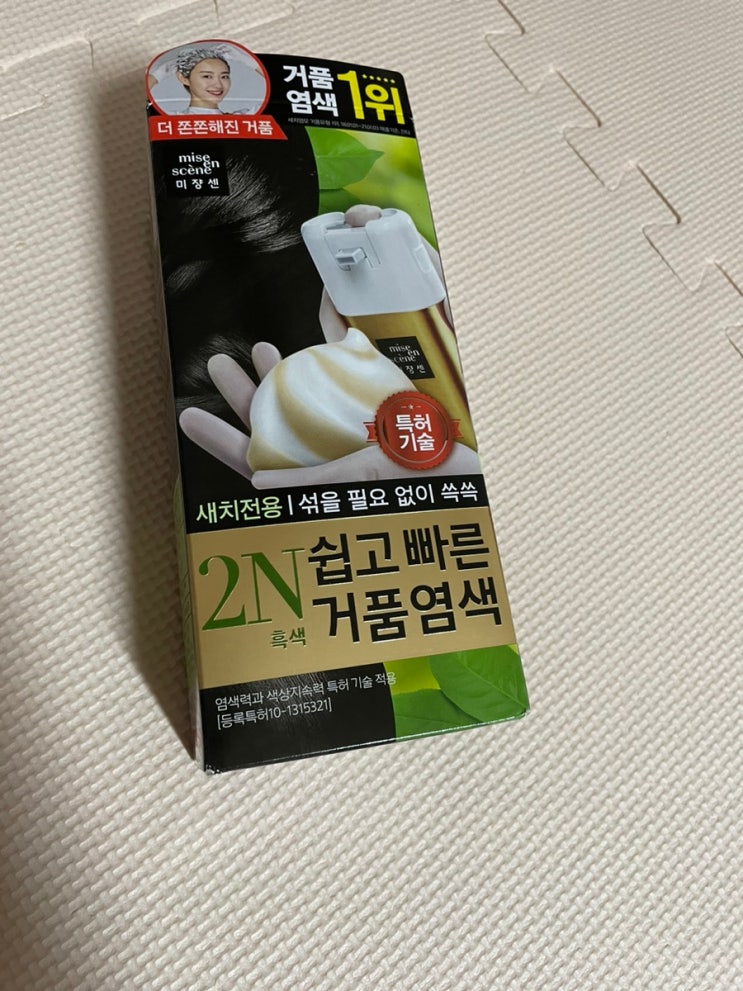 거품
염색 1위
더 쫀쫀해진 거품
mise
en
scène
미쟝센
mise
en
scène
쟝센
특허
기술
새치전용 | 섞을 필요 없이 쓱쓱
2N 흑색
쉽고 빠른
거품염색
염색력과 색상지속력 특허 기술 적용
[등록특허10-1315321]